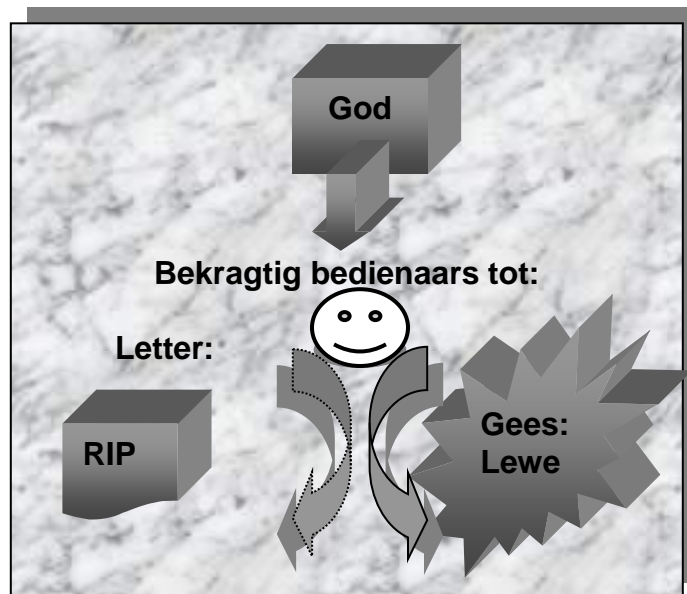 God
Bekragtig bedienaars tot:
Letter:
RIP
Gees:
Lewe